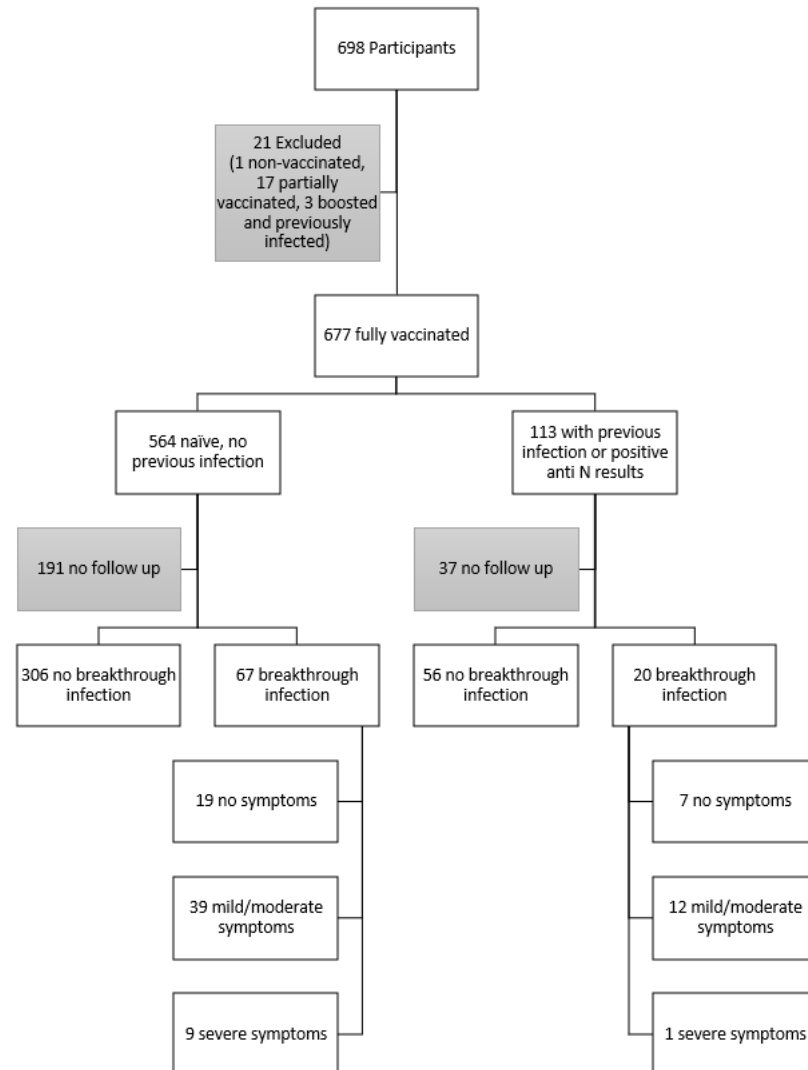 698 Participants
21 Excluded
(1 non-vaccinated,
17 partially
vaccinated, 3 boosted
and previously
infected)
677 fully vaccinated
564 naïve, no
previous infection
113 with previous
infection or positive
anti N results
191 no follow up
37 no follow up
306 no breakthrough
infection
67 breakthrough
infection
56 no breakthrough
infection
20 breakthrough
infection
19 no symptoms
7 no symptoms
39 mild/moderate
symptoms
12 mild/moderate
symptoms
9 severe symptoms
1 severe symptoms